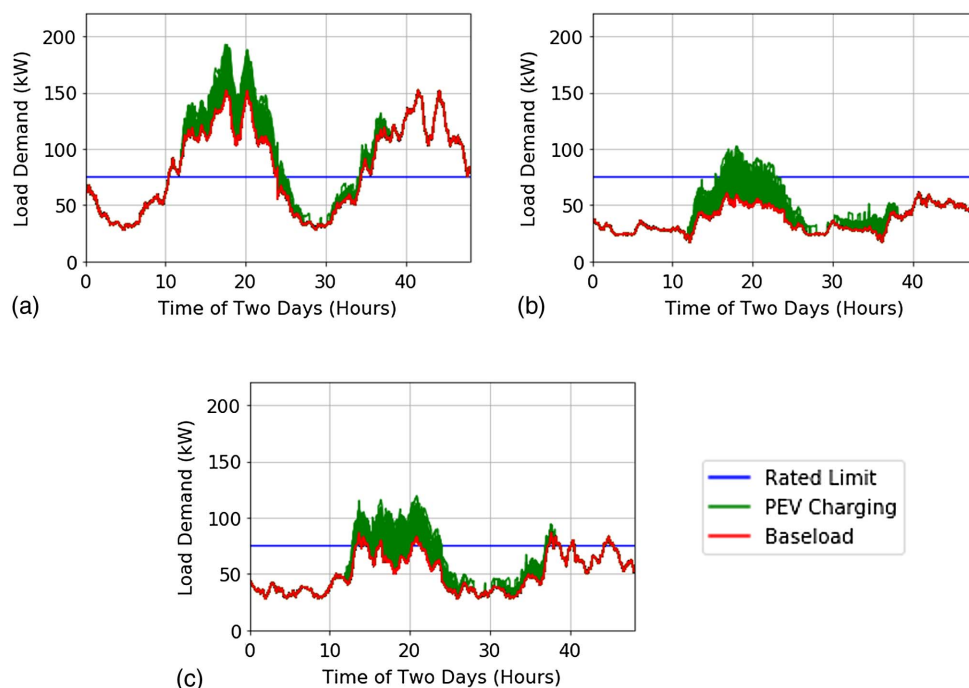 200
150
100
50
0
Load Demand (kW)
0 10 20 30 40
Time of Two Days (Hours)
(a)
200
150
100
50
0
Load Demand (kW)
0 10 20 30 40
Time of Two Days (Hours)
(b)
200
150
100
50
0
Load Demand (kW)
0 10 20 30 40
Time of Two Days (Hours)
(c)
Rated Limit
PEV Charging
Baseload